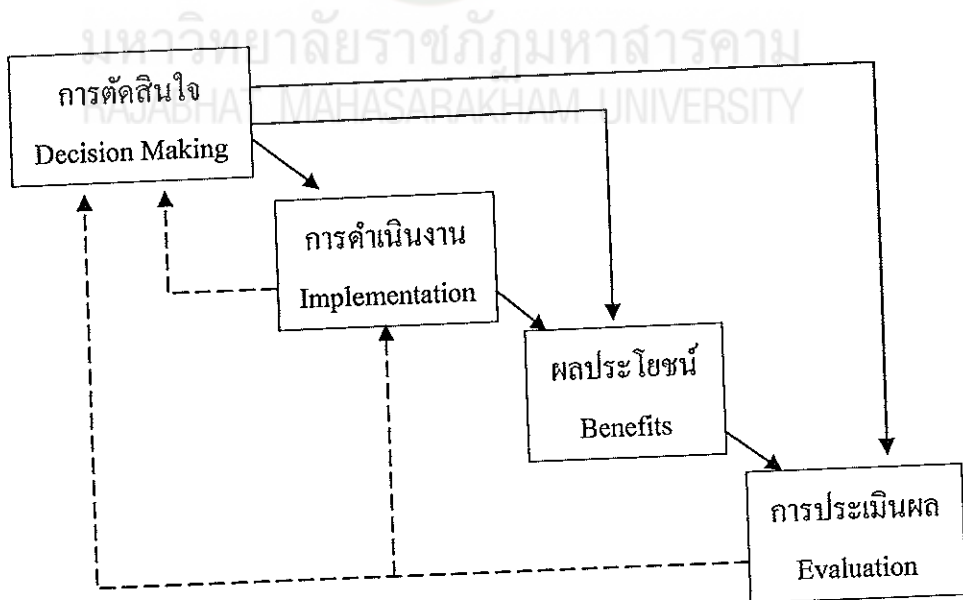 มหาวิทยาลัยราชภัฏมหาสารคาม
RAJABHAT MAHASARAKHAM UNIVERSITY
การตัดสินใจ
Decision Making
การดำเนินงาน
Implementation
ผลประโยชน์
Benefits
การประเมินผล
Evaluation